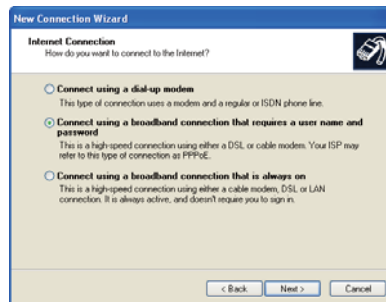 New Connection Wizard
Internet Connection
How do you want to connect to the Internet?
Connect using a dial-up modem
This type of connection uses a modem and a regular or ISDN phone line.
Connect using a broadband connection that requires a user name and
password
This is a high-speed connection using either a DSL or cable modem. Your ISP may
refer to this type of connection as PPPoE.
Connect using a broadband connection that is always on
This is a high-speed connection using either a cable modem, DSL or LAN
connection. It is always active, and doesn't require you to sign in.
< Back Next > Cancel